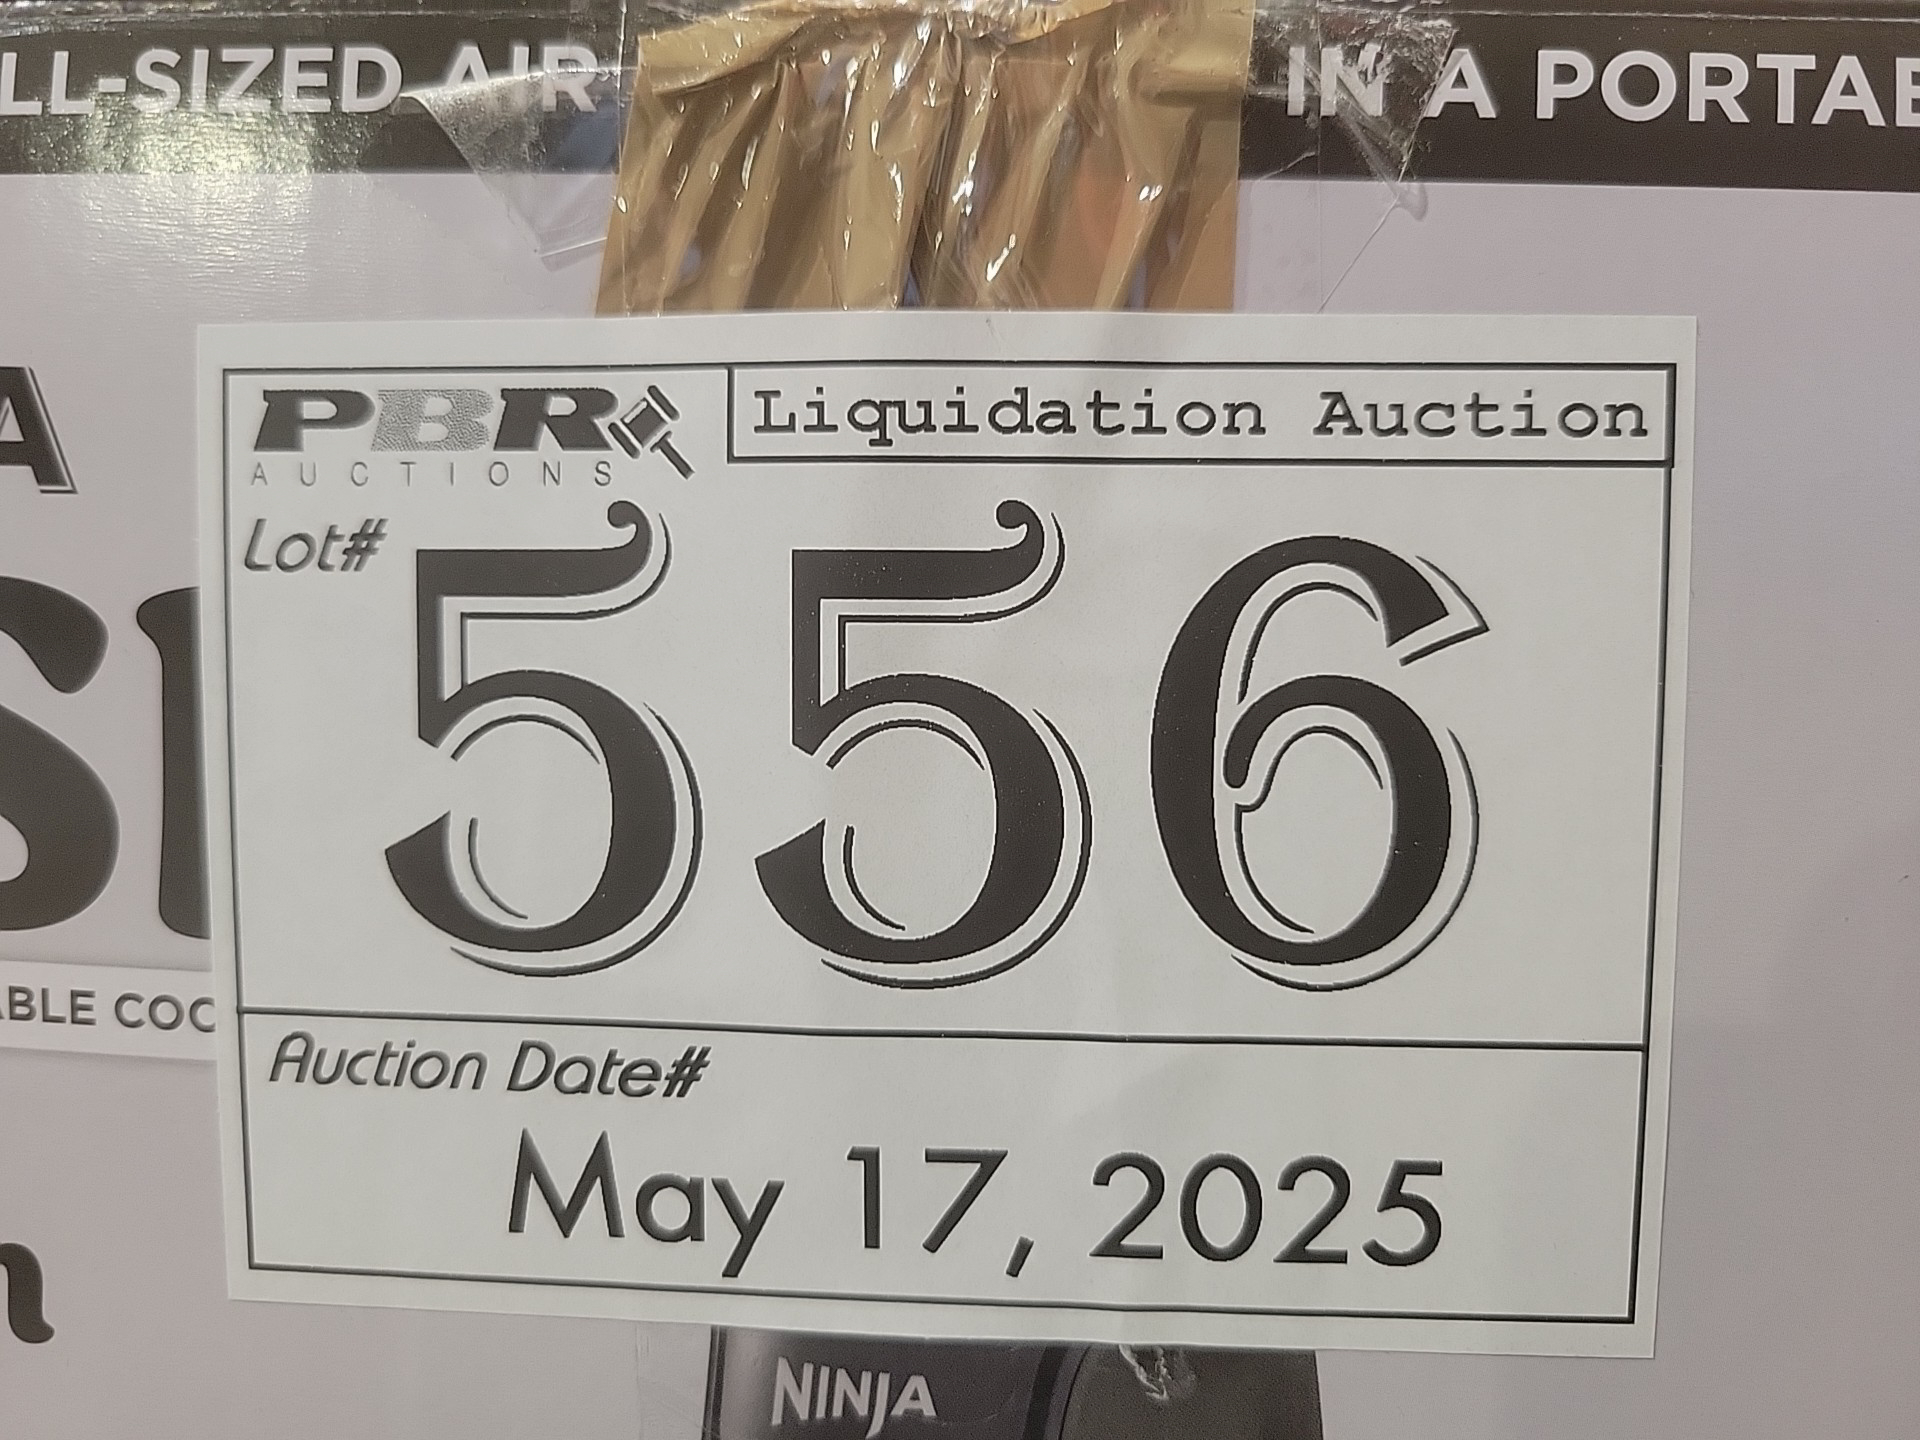 LL-SIZED AIR IN A PORTAB
A
PBR
AUCTIONS
Liquidation Auction
Lot#
556
S
ABLE COO
Auction Date#
May 17, 2025
n
NINJA